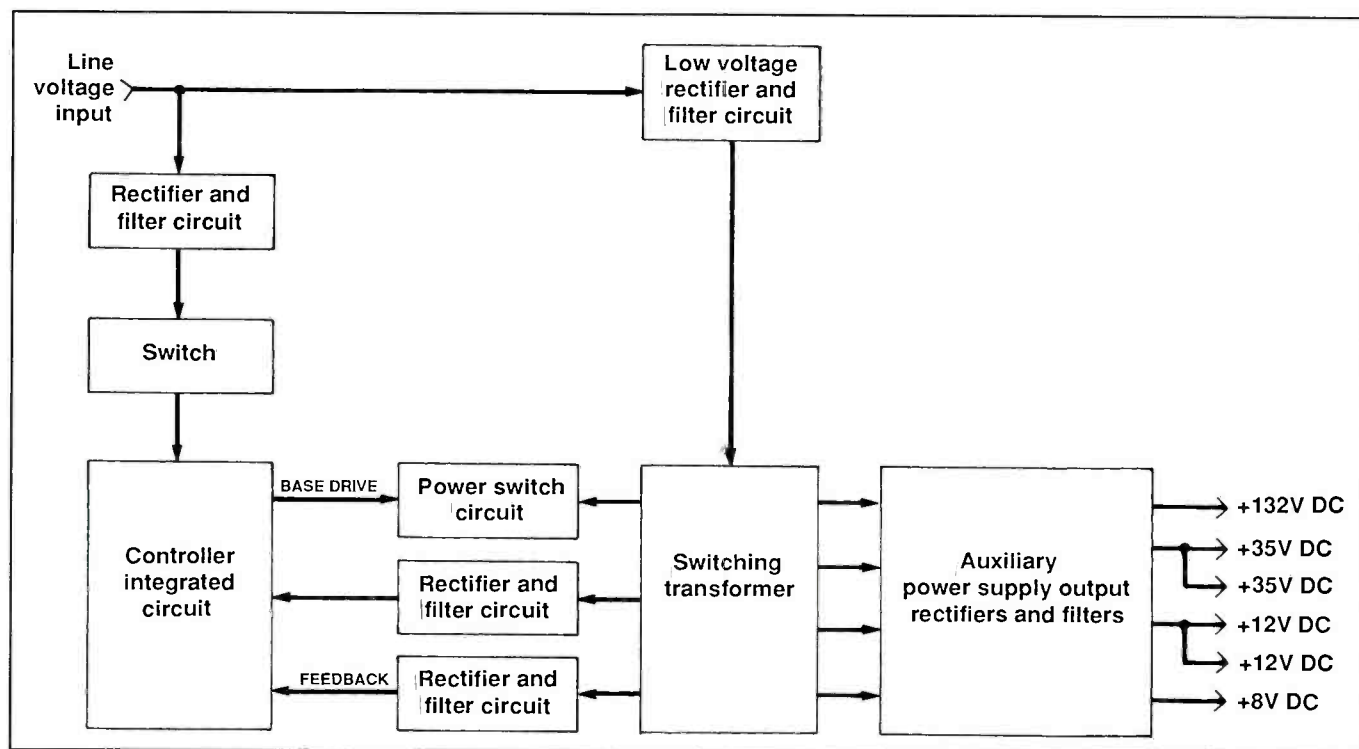 Line
voltage
input
Low voltage
rectifier and
filter circuit
Rectifier and
filter circuit
Switch
Controller
integrated
circuit
BASE DRIVE
Power switch
circuit
Rectifier and
filter circuit
FEEDBACK
Rectifier and
filter circuit
Switching
transformer
Auxiliary
power supply output
rectifiers and filters
+132V DC
+35V DC
+35V DC
+12V DC
+12V DC
+8V DC